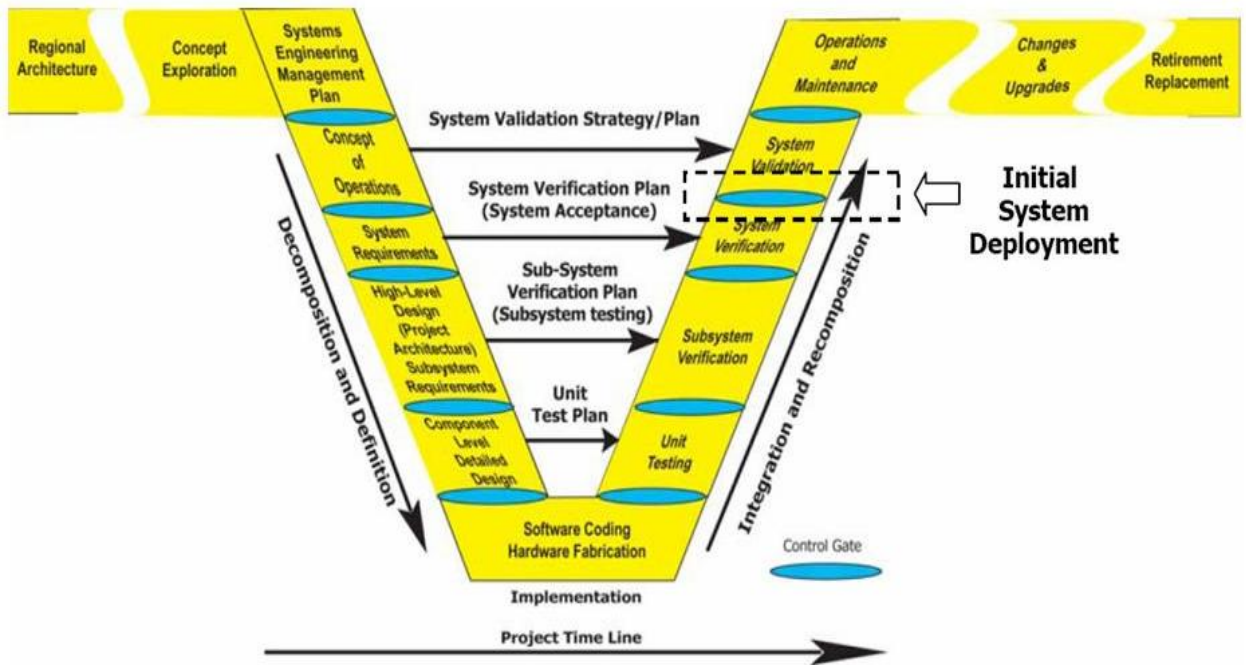 Regional
Architecture
Concept
Exploration
Systems
Engineering
Management
Plan
Operations
and
Maintenance
Changes
&
Upgrades
Retirement
Replacement
System Validation Strategy/Plan
Concept
of
Operations
System
Validation
System Verification Plan
(System Acceptance)
Initial
System
Deployment
System
Requirements
System
Verification
Sub-System
Verification Plan
(Subsystem testing)
High-Level
Design
(Project
Architecture)
Subsystem
Requirements
Subsystem
Verification
Decomposition and Definition
Integration and Recomposition
Unit
Test Plan
Component
Level
Detailed
Design
Unit
Testing
Software Coding
Hardware Fabrication
Control Gate
Implementation
Project Time Line